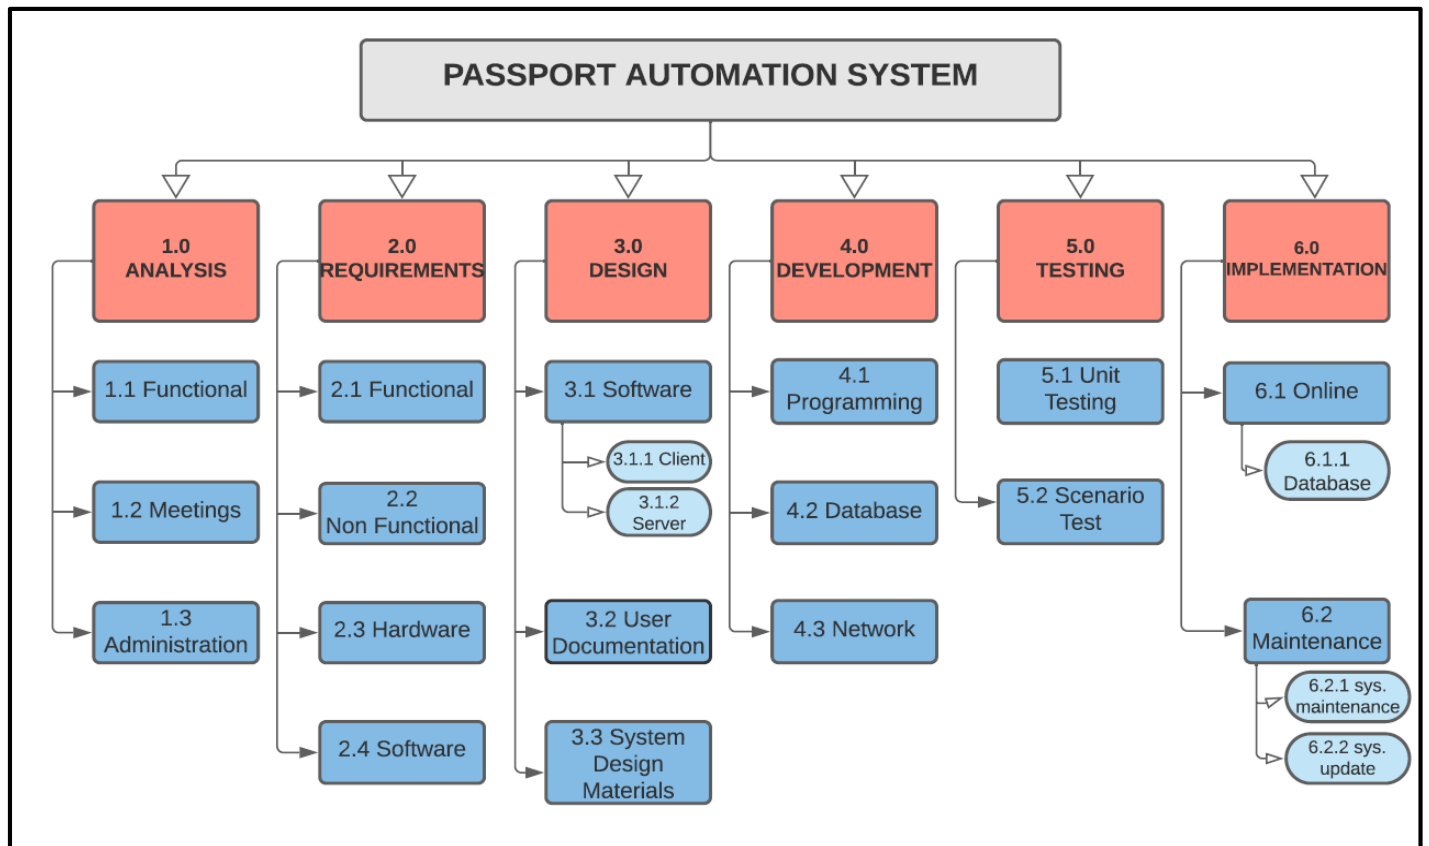 PASSPORT AUTOMATION SYSTEM
1.0
ANALYSIS
2.0
REQUIREMENTS
3.0
DESIGN
4.0
DEVELOPMENT
5.0
TESTING
6.0
IMPLEMENTATION
1.1 Functional
1.2 Meetings
1.3
Administration
2.1 Functional
2.2
Non Functional
2.3 Hardware
2.4 Software
3.1 Software
3.1.1 Client
3.1.2
Server
3.2 User
Documentation
3.3 System
Design
Materials
4.1
Programming
4.2 Database
4.3 Network
5.1 Unit
Testing
5.2 Scenario
Test
6.1 Online
6.1.1
Database
6.2
Maintenance
6.2.1 sys.
maintenance
6.2.2 sys.
update